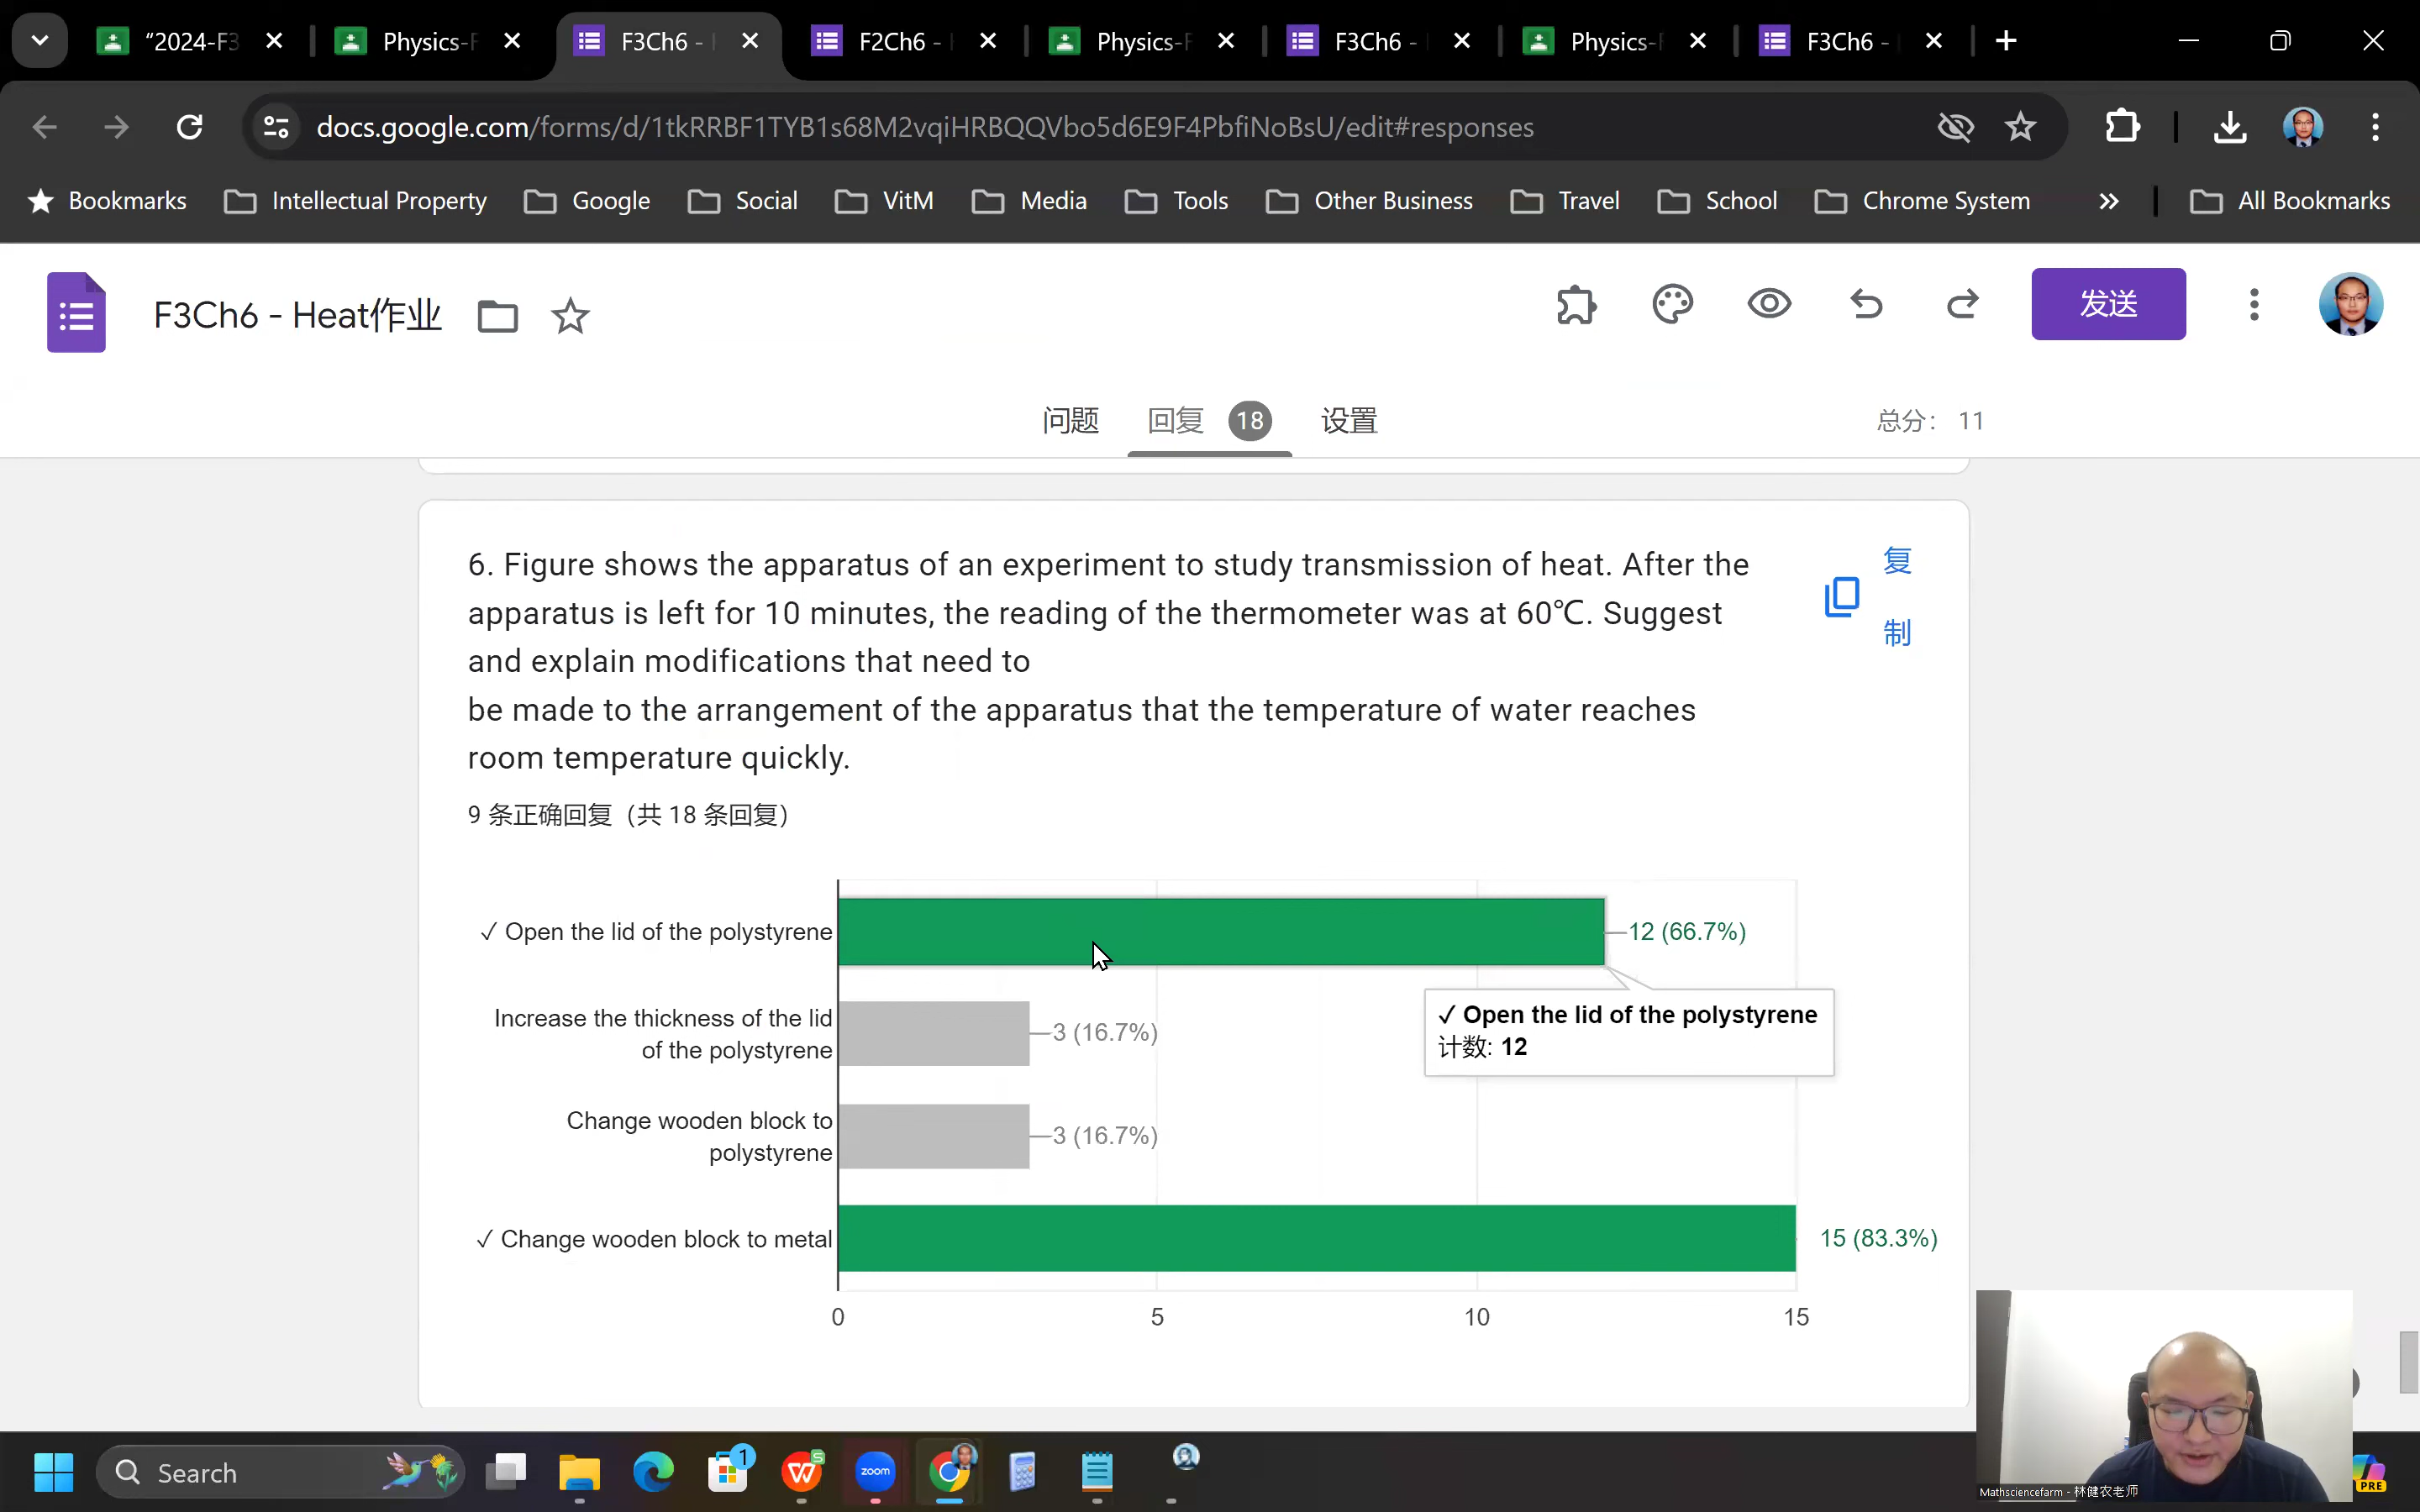 "2024-F3
Physics-F
F3Ch6 -
F2Ch6 -
Physics-F
F3Ch6 -
Physics-F
F3Ch6 -
docs.google.com/forms/d/1tkRRBF1TYB1s68M2vqiHRBQQVbo5d6E9F4PbfiNoBsU/edit#responses
Bookmarks
Intellectual Property
Google
Social
VitM
Media
Tools
Other Business
Travel
School
Chrome System
All Bookmarks
F3Ch6 - Heat作业
发送
问题
回复 18
设置
总分： 11
6. Figure shows the apparatus of an experiment to study transmission of heat. After the
apparatus is left for 10 minutes, the reading of the thermometer was at 60℃. Suggest
and explain modifications that need to
be made to the arrangement of the apparatus that the temperature of water reaches
room temperature quickly.
复
制
9 条正确回复（共 18 条回复）
✓ Open the lid of the polystyrene
12 (66.7%)
✓ Open the lid of the polystyrene
计数: 12
Increase the thickness of the lid
of the polystyrene
3 (16.7%)
Change wooden block to
polystyrene
3 (16.7%)
✓ Change wooden block to metal
15 (83.3%)
0 5 10 15
Mathsciencefarm - 林健农老师
Search
1
S
zoom
PRE